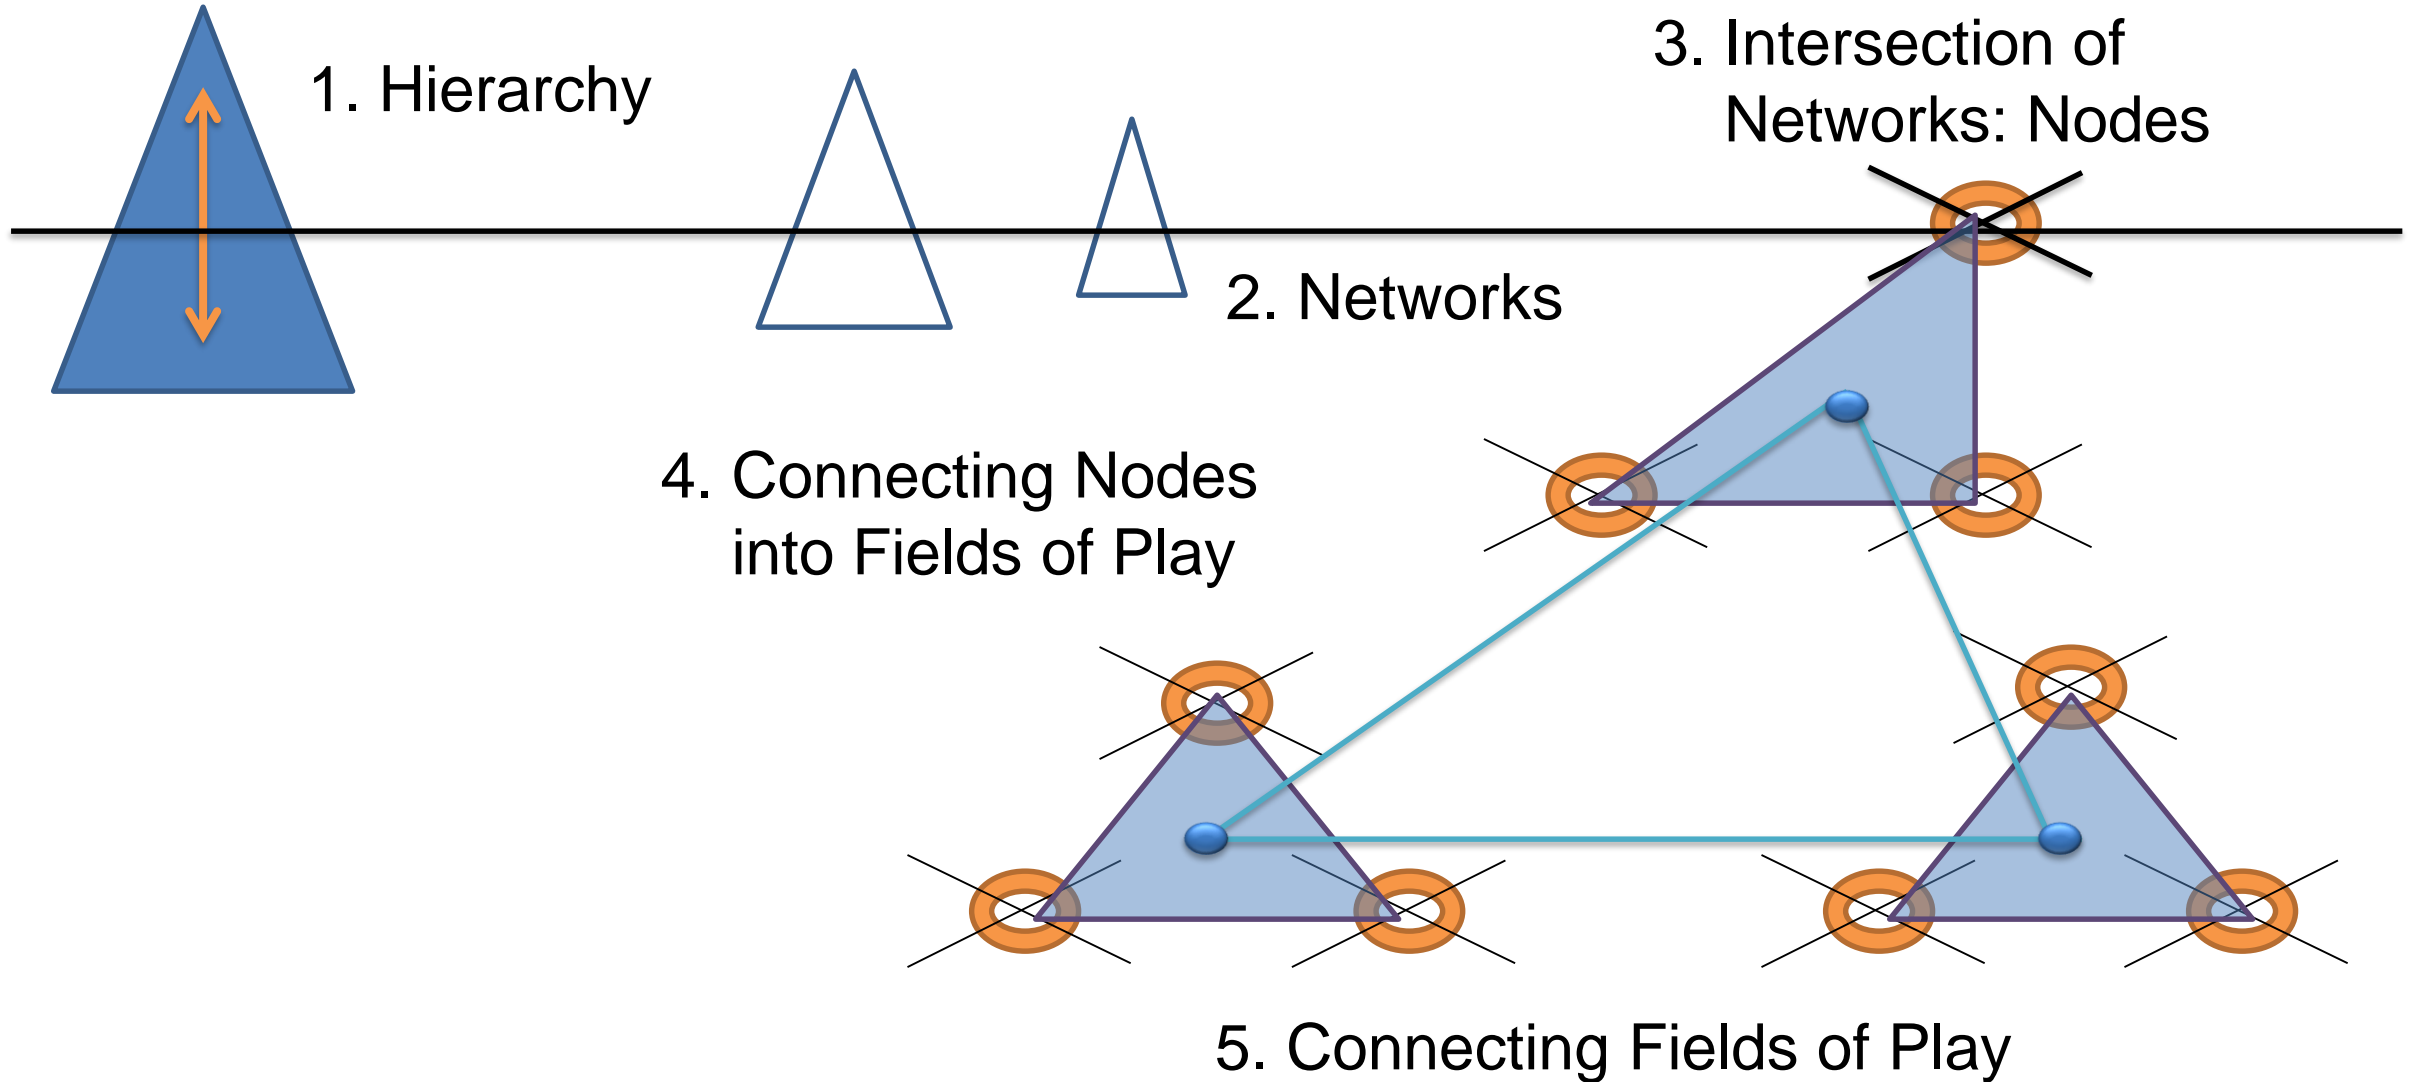 1. Hierarchy
2. Networks
3. Intersection of
Networks: Nodes
4. Connecting Nodes
into Fields of Play
5. Connecting Fields of Play